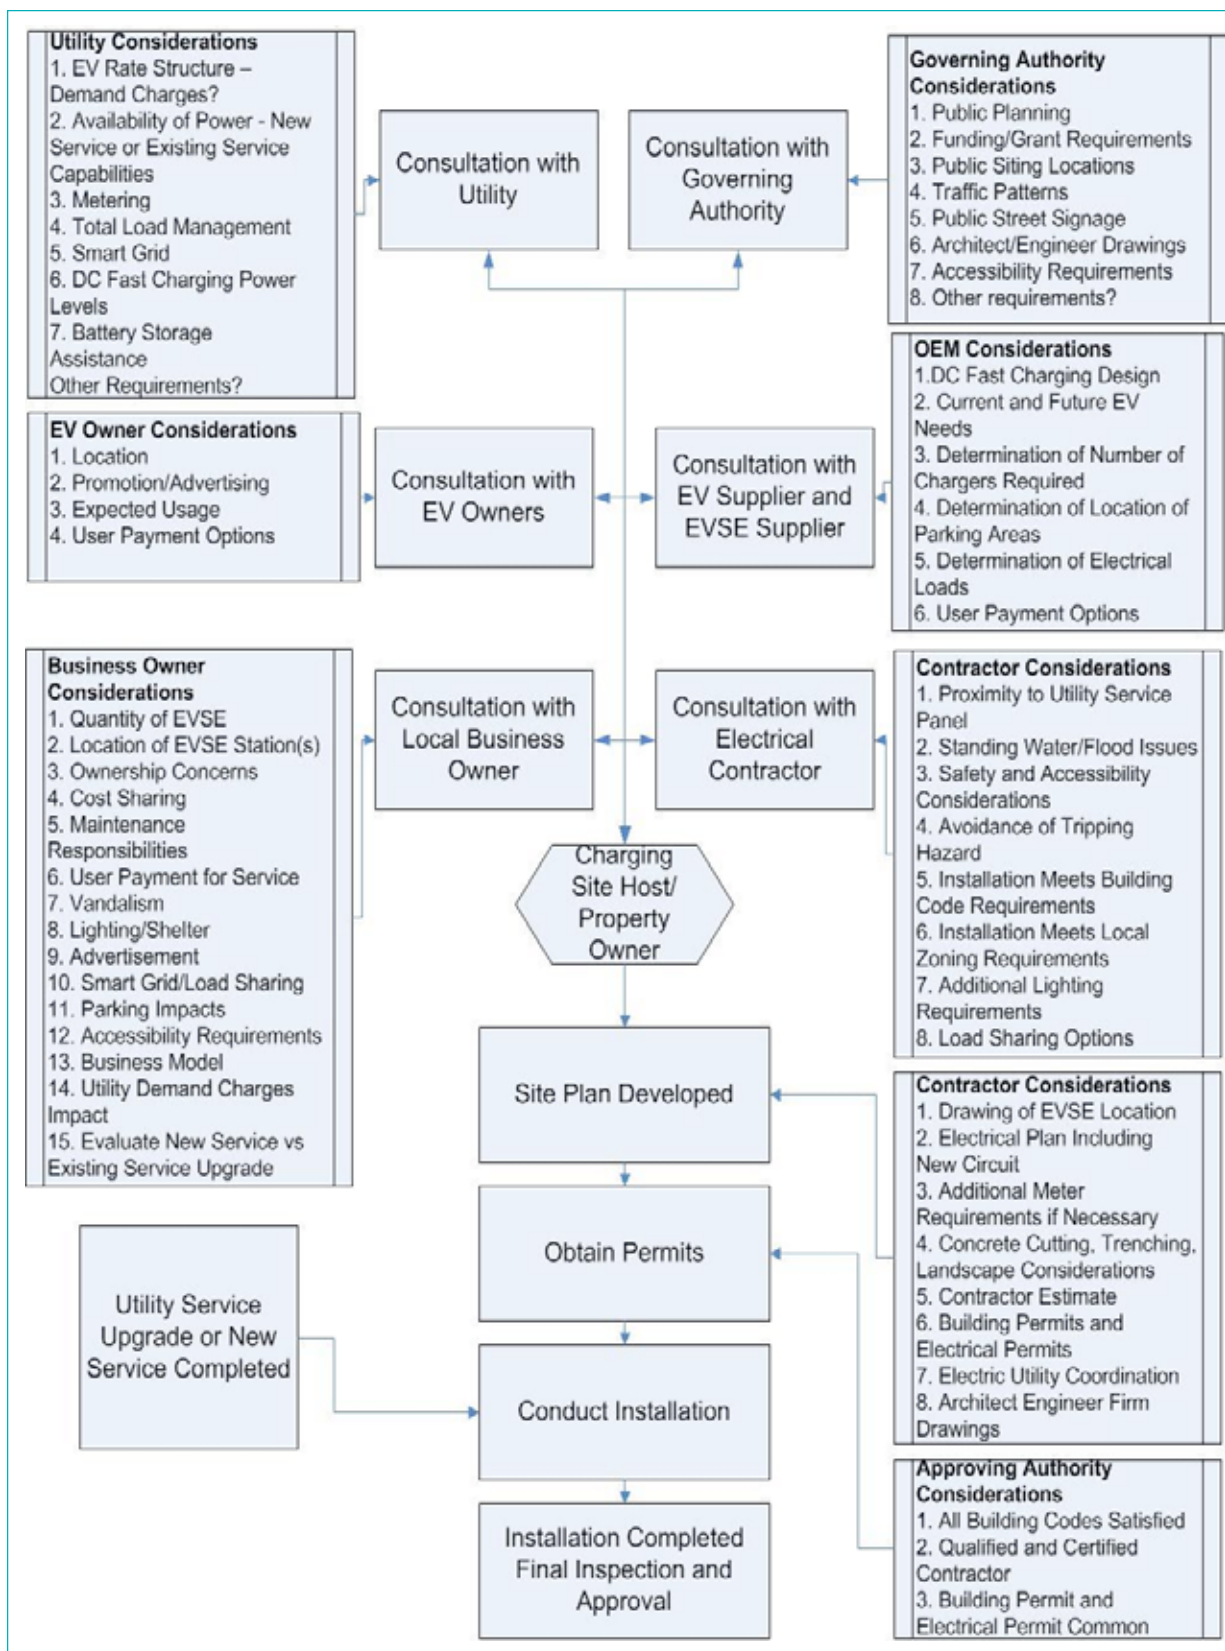 Utility Considerations
1. EV Rate Structure –
Demand Charges?
2. Availability of Power - New
Service or Existing Service
Capabilities
3. Metering
4. Total Load Management
5. Smart Grid
6. DC Fast Charging Power
Levels
7. Battery Storage
Assistance
Other Requirements?
Consultation with
Utility
Consultation with
Governing
Authority
Governing Authority
Considerations
1. Public Planning
2. Funding/Grant Requirements
3. Public Siting Locations
4. Traffic Patterns
5. Public Street Signage
6. Architect/Engineer Drawings
7. Accessibility Requirements
8. Other requirements?
EV Owner Considerations
1. Location
2. Promotion/Advertising
3. Expected Usage
4. User Payment Options
Consultation with
EV Owners
Consultation with
EV Supplier and
EVSE Supplier
OEM Considerations
1.DC Fast Charging Design
2. Current and Future EV
Needs
3. Determination of Number of
Chargers Required
4. Determination of Location of
Parking Areas
5. Determination of Electrical
Loads
6. User Payment Options
Business Owner
Considerations
1. Quantity of EVSE
2. Location of EVSE Station(s)
3. Ownership Concerns
4. Cost Sharing
5. Maintenance
Responsibilities
6. User Payment for Service
7. Vandalism
8. Lighting/Shelter
9. Advertisement
10. Smart Grid/Load Sharing
11. Parking Impacts
12. Accessibility Requirements
13. Business Model
14. Utility Demand Charges
Impact
15. Evaluate New Service vs
Existing Service Upgrade
Consultation with
Local Business
Owner
Consultation with
Electrical
Contractor
Contractor Considerations
1. Proximity to Utility Service
Panel
2. Standing Water/Flood Issues
3. Safety and Accessibility
Considerations
4. Avoidance of Tripping
Hazard
5. Installation Meets Building
Code Requirements
6. Installation Meets Local
Zoning Requirements
7. Additional Lighting
Requirements
8. Load Sharing Options
Charging
Site Host/
Property
Owner
Site Plan Developed
Contractor Considerations
1. Drawing of EVSE Location
2. Electrical Plan Including
New Circuit
3. Additional Meter
Requirements if Necessary
4. Concrete Cutting, Trenching,
Landscape Considerations
5. Contractor Estimate
6. Building Permits and
Electrical Permits
7. Electric Utility Coordination
8. Architect Engineer Firm
Drawings
Obtain Permits
Utility Service
Upgrade or New
Service Completed
Conduct Installation
Approving Authority
Considerations
1. All Building Codes Satisfied
2. Qualified and Certified
Contractor
3. Building Permit and
Electrical Permit Common
Installation Completed
Final Inspection and
Approval